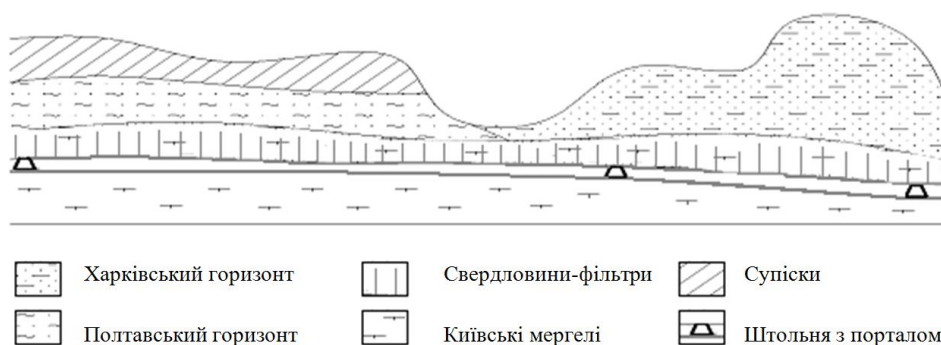 Харківський горизонт Свердловини-фільтри Супіски
Полтавський горизонт Київські мергелі Штольня з порталом